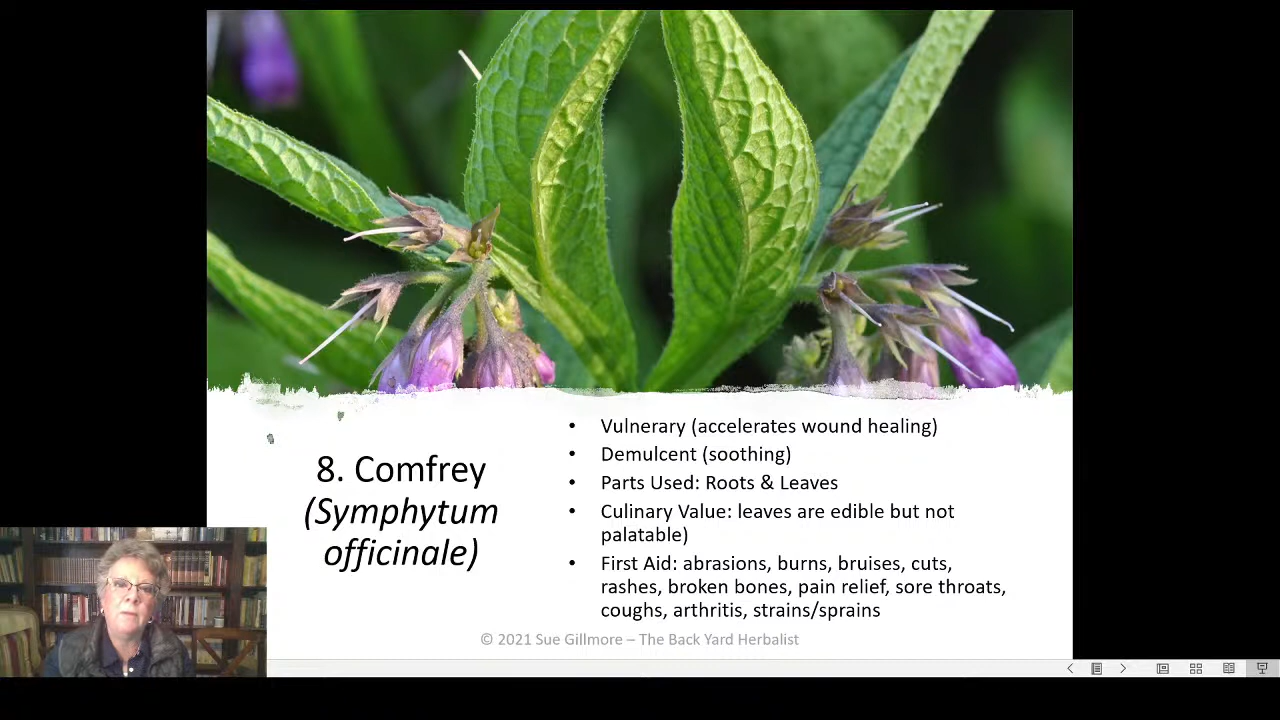 8. Comfrey
(Symphytum
officinale)
• Vulnerary (accelerates wound healing)
• Demulcent (soothing)
• Parts Used: Roots & Leaves
• Culinary Value: leaves are edible but not
palatable)
• First Aid: abrasions, burns, bruises, cuts,
rashes, broken bones, pain relief, sore throats,
coughs, arthritis, strains/sprains
© 2021 Sue Gillmore – The Back Yard Herbalist